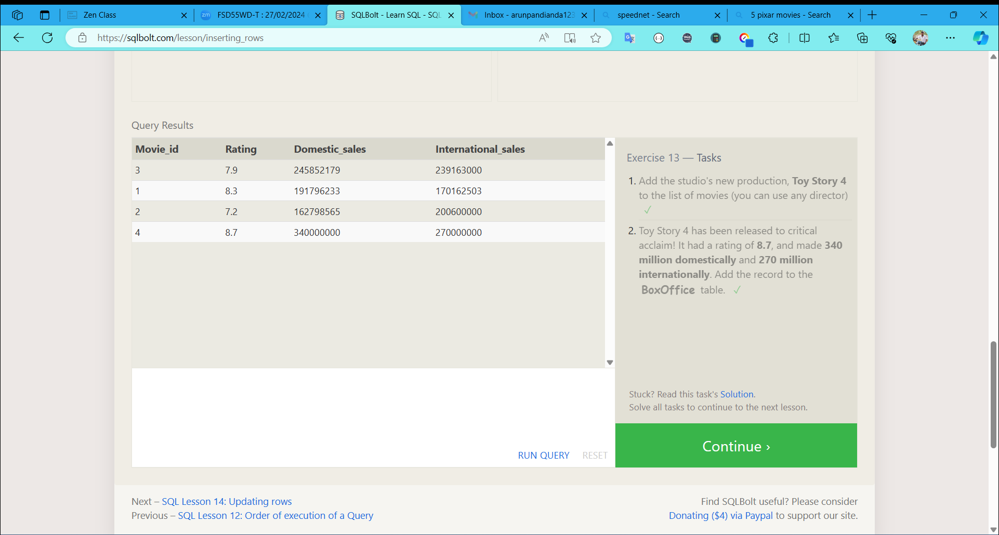 Zen Class
zm FSD55WD-T : 27/02/2024
SQLBolt - Learn SQL - SQL
Inbox - arunpandianda123
speednet - Search
5 pixar movies - Search
https://sqlbolt.com/lesson/inserting_rows
Query Results
Movie_id Rating Domestic_sales International_sales
3 7.9 245852179 239163000
1 8.3 191796233 170162503
2 7.2 162798565 200600000
4 8.7 340000000 270000000
Exercise 13 — Tasks
1. Add the studio's new production, Toy Story 4
to the list of movies (you can use any director)
✓
2. Toy Story 4 has been released to critical
acclaim! It had a rating of 8.7, and made 340
million domestically and 270 million
internationally. Add the record to the
BoxOffice table. ✓
Stuck? Read this task's Solution.
Solve all tasks to continue to the next lesson.
RUN QUERY RESET
Continue ›
Next – SQL Lesson 14: Updating rows
Previous – SQL Lesson 12: Order of execution of a Query
Find SQLBolt useful? Please consider
Donating ($4) via Paypal to support our site.